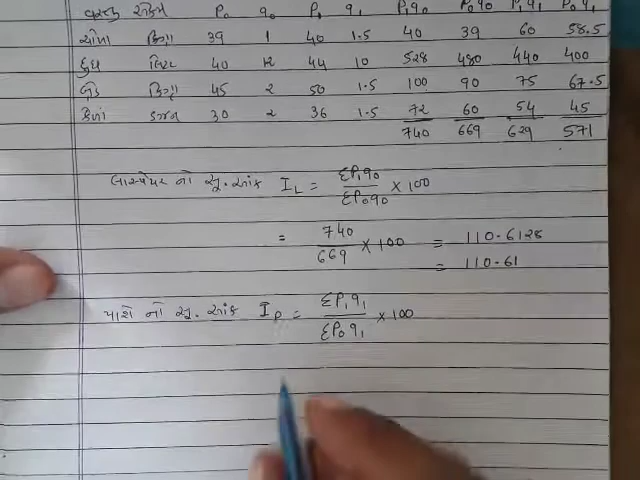 વસ્તુ એકમ P₀ q₀ P₁ q₁ P₁q₀ P₀q₀ P₁q₁ P₀q₁
ચોખા કિગ્રા 39 1 40 1.5 40 39 60 58.5
દુધ લિટર 40 12 44 10 528 480 440 400
કિગ્રા 45 2 50 1.5 100 90 75 67.5
કેળાં ડઝન 30 2 36 1.5 72 60 54 45
740 669 629 571
લાસ્પેયર નો સૂ. આંક I_L = ΣP₁q₀ / ΣP₀q₀ × 100
= 740 / 669 × 100 = 110.6128
= 110.61
પાશે નો સૂ. આંક I_P = ΣP₁q₁ / ΣP₀q₁ × 100